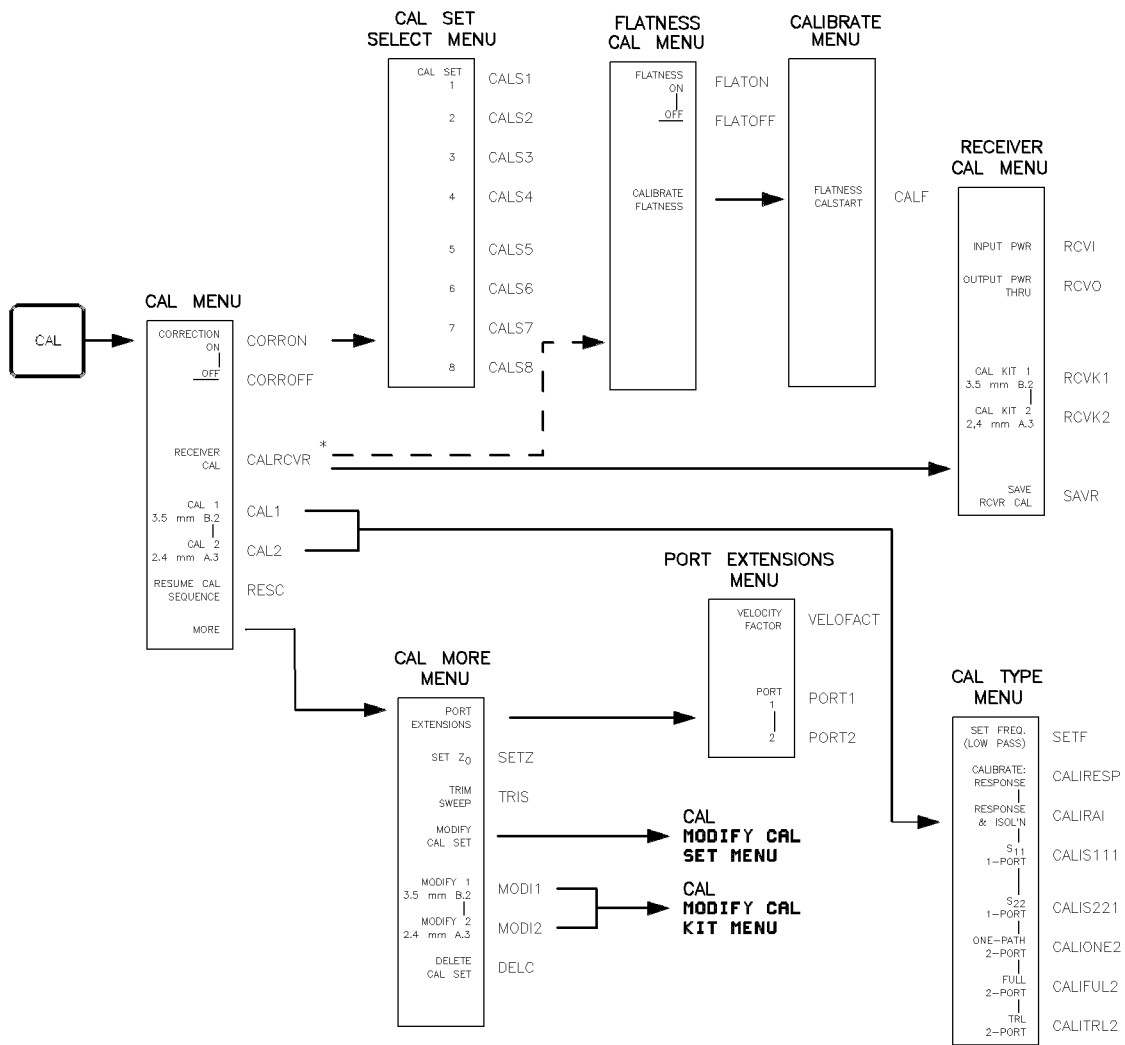 CAL
CAL MENU
CORRECTION
ON
OFF
CORRON
CORROFF
RECEIVER
CAL
CALRCVR *
CAL 1
3.5 mm B.2
CAL1
CAL 2
2.4 mm A.3
CAL2
RESUME CAL
SEQUENCE
RESC
MORE
CAL SET
SELECT MENU
CAL SET
1
CALS1
2
CALS2
3
CALS3
4
CALS4
5
CALS5
6
CALS6
7
CALS7
8
CALS8
FLATNESS
CAL MENU
FLATNESS
ON
OFF
FLATON
FLATOFF
CALIBRATE
FLATNESS
CALIBRATE
MENU
FLATNESS
CALSTART
CALF
RECEIVER
CAL MENU
INPUT PWR
RCVI
OUTPUT PWR
THRU
RCVO
CAL KIT 1
3.5 mm B.2
RCVK1
CAL KIT 2
2,4 mm A.3
RCVK2
SAVE
RCVR CAL
SAVR
CAL MORE
MENU
PORT
EXTENSIONS
SET Z0
SETZ
TRIM
SWEEP
TRIS
MODIFY
CAL SET
MODIFY 1
3.5 mm B.2
MODI1
MODIFY 2
2.4 mm A.3
MODI2
DELETE
CAL SET
DELC
PORT EXTENSIONS
MENU
VELOCITY
FACTOR
VELOFACT
PORT
1
PORT1
2
PORT2
CAL
MODIFY CAL
SET MENU
CAL
MODIFY CAL
KIT MENU
CAL TYPE
MENU
SET FREQ.
(LOW PASS)
SETF
CALIBRATE:
RESPONSE
CALIRESP
RESPONSE
& ISOL'N
CALIRAI
S11
1-PORT
CALIS111
S22
1-PORT
CALIS221
ONE-PATH
2-PORT
CALIONE2
FULL
2-PORT
CALIFUL2
TRL
2-PORT
CALITRL2